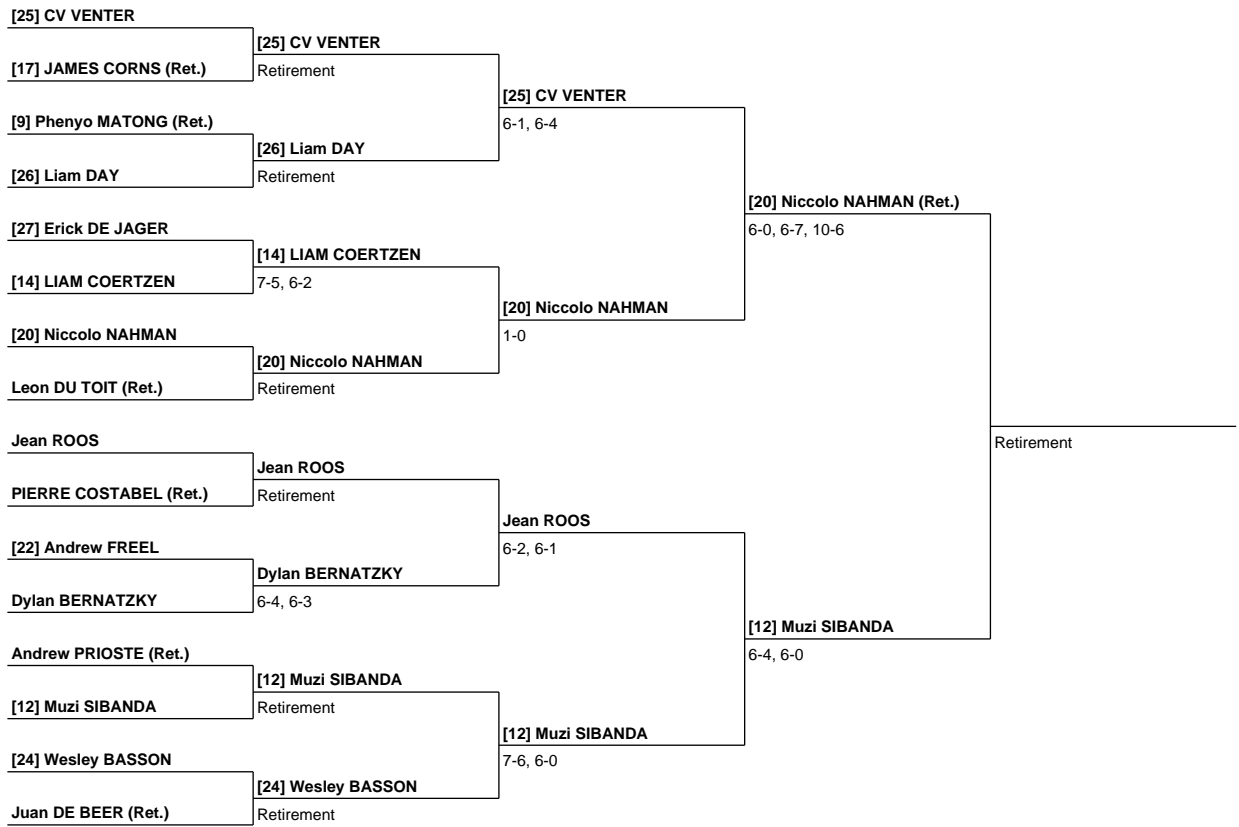 [25] CV VENTER
[25] CV VENTER
[17] JAMES CORNS (Ret.)
Retirement
[25] CV VENTER
[9] Phenyo MATONG (Ret.)
6-1, 6-4
[26] Liam DAY
[26] Liam DAY
Retirement
[20] Niccolo NAHMAN (Ret.)
[27] Erick DE JAGER
6-0, 6-7, 10-6
[14] LIAM COERTZEN
[14] LIAM COERTZEN
7-5, 6-2
[20] Niccolo NAHMAN
[20] Niccolo NAHMAN
1-0
[20] Niccolo NAHMAN
Leon DU TOIT (Ret.)
Retirement
Jean ROOS
Retirement
Jean ROOS
PIERRE COSTABEL (Ret.)
Retirement
Jean ROOS
[22] Andrew FREEL
6-2, 6-1
Dylan BERNATZKY
Dylan BERNATZKY
6-4, 6-3
[12] Muzi SIBANDA
Andrew PRIOSTE (Ret.)
6-4, 6-0
[12] Muzi SIBANDA
[12] Muzi SIBANDA
Retirement
[12] Muzi SIBANDA
[24] Wesley BASSON
7-6, 6-0
[24] Wesley BASSON
Juan DE BEER (Ret.)
Retirement